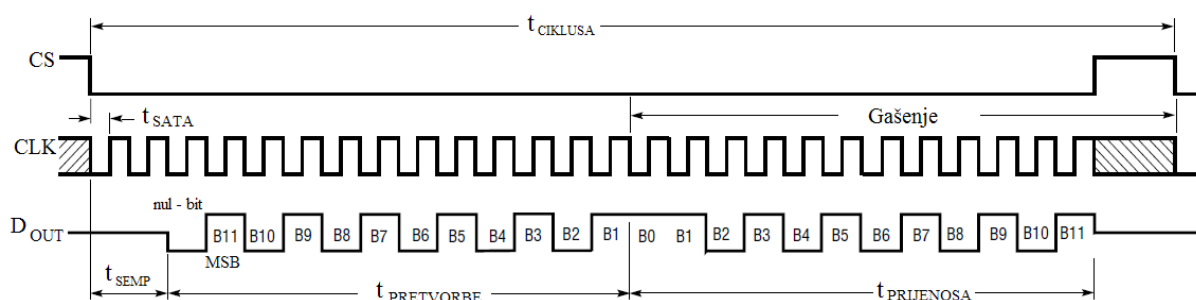 t CIKLUSA
CS
t SATA
Gašenje
CLK
nul - bit
D OUT
B11 B10 B9 B8 B7 B6 B5 B4 B3 B2 B1 B0 B1 B2 B3 B4 B5 B6 B7 B8 B9 B10 B11
MSB
t SEMP
t PRETVORBE
t PRIJENOSA